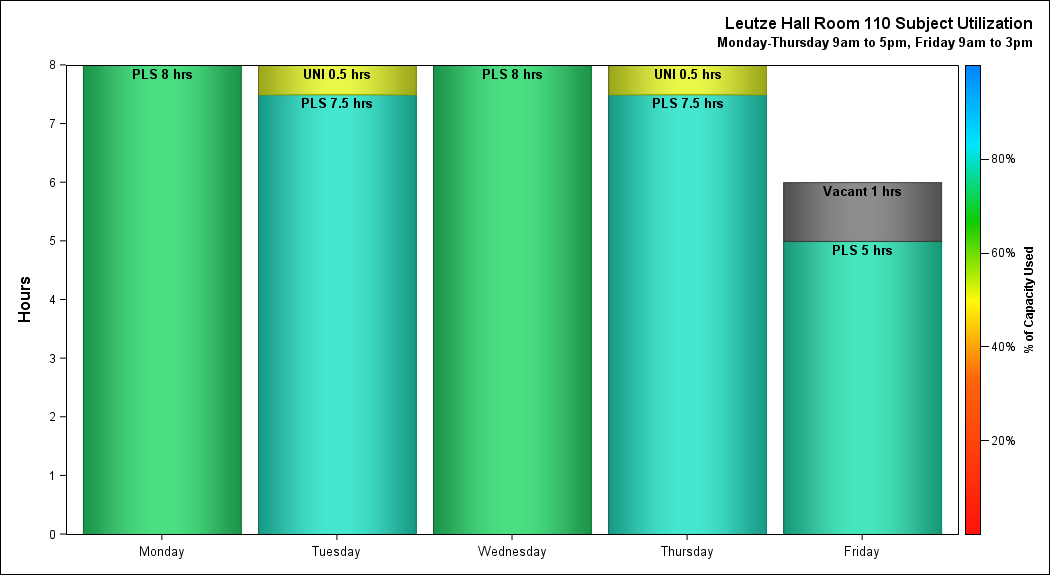 Leutze Hall Room 110 Subject Utilization
Monday-Thursday 9am to 5pm, Friday 9am to 3pm
Hours
8
7
6
5
4
3
2
1
0
PLS 8 hrs
UNI 0.5 hrs
PLS 7.5 hrs
PLS 8 hrs
UNI 0.5 hrs
PLS 7.5 hrs
Vacant 1 hrs
PLS 5 hrs
Monday
Tuesday
Wednesday
Thursday
Friday
80%
60%
40%
20%
% of Capacity Used